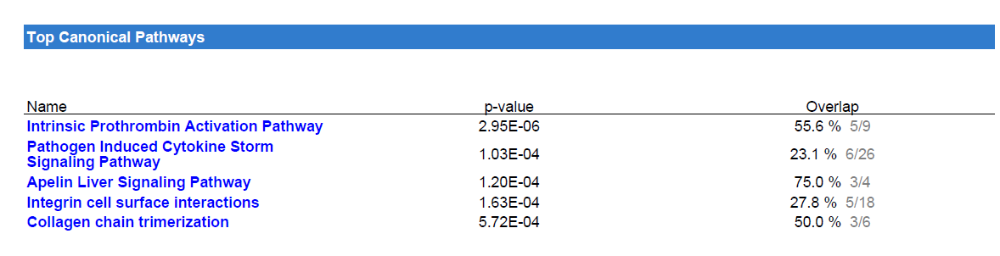 Top Canonical Pathways
Name p-value Overlap
Intrinsic Prothrombin Activation Pathway 2.95E-06 55.6 % 5/9
Pathogen Induced Cytokine Storm
Signaling Pathway 1.03E-04 23.1 % 6/26
Apelin Liver Signaling Pathway 1.20E-04 75.0 % 3/4
Integrin cell surface interactions 1.63E-04 27.8 % 5/18
Collagen chain trimerization 5.72E-04 50.0 % 3/6